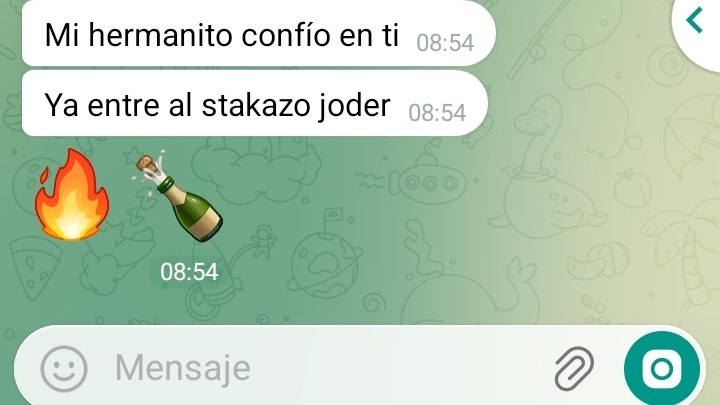 Mi hermanito confío en ti 08:54
Ya entre al stakazo joder 08:54
08:54
Mensaje